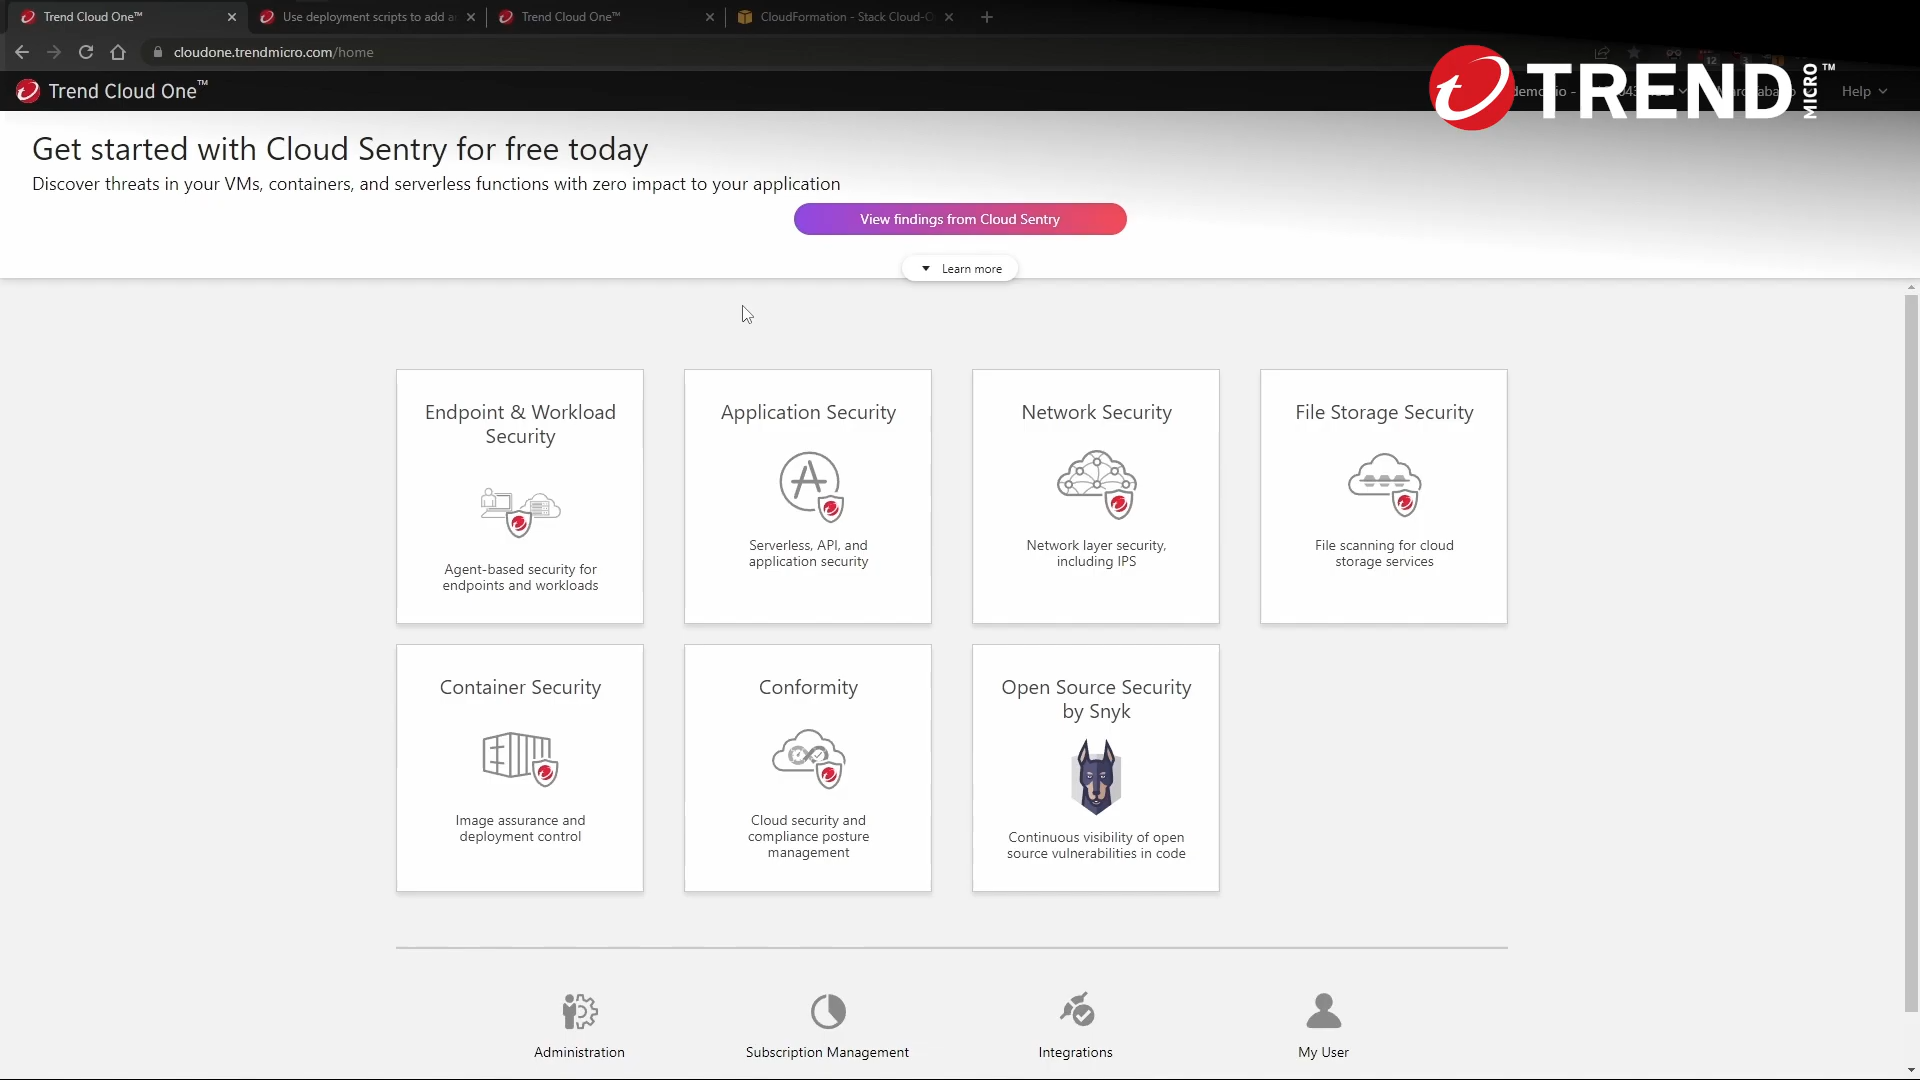 Trend Cloud One™
Use deployment scripts to add a
Trend Cloud One™
CloudFormation - Stack Cloud-O
cloudone.trendmicro.com/home
Trend Cloud One™
TREND MICRO ™
Help
Get started with Cloud Sentry for free today
Discover threats in your VMs, containers, and serverless functions with zero impact to your application
View findings from Cloud Sentry
Learn more
Endpoint & Workload
Security
Agent-based security for
endpoints and workloads
Application Security
Serverless, API, and
application security
Network Security
Network layer security,
including IPS
File Storage Security
File scanning for cloud
storage services
Container Security
Image assurance and
deployment control
Conformity
Cloud security and
compliance posture
management
Open Source Security
by Snyk
Continuous visibility of open
source vulnerabilities in code
Administration
Subscription Management
Integrations
My User